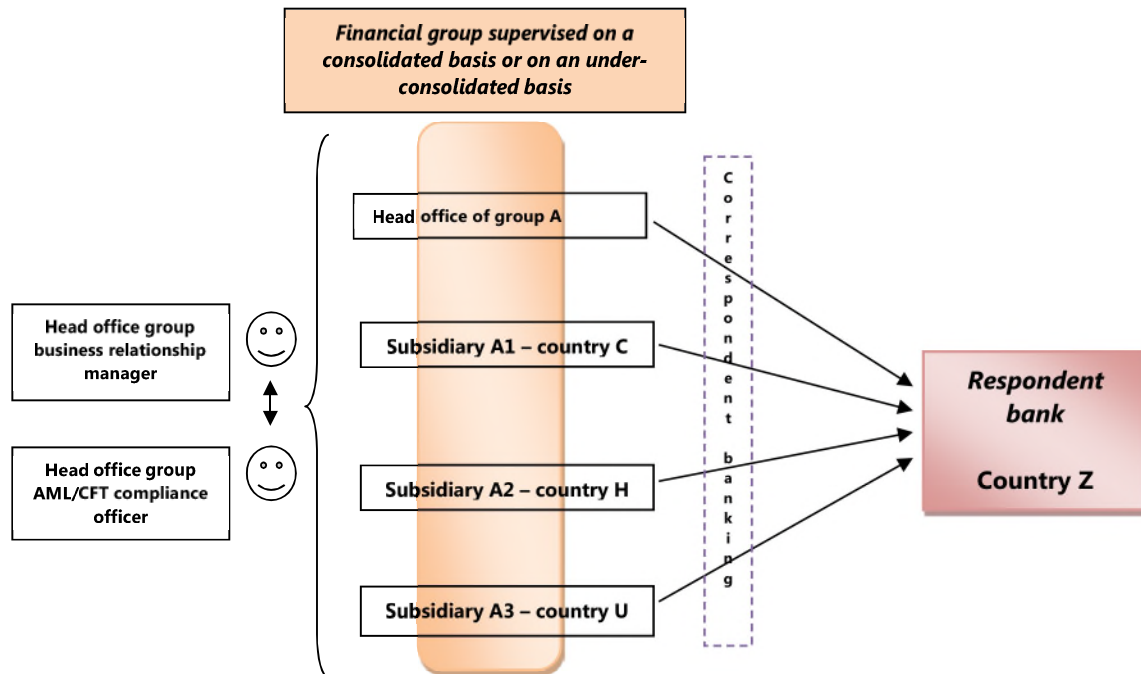 Financial group supervised on a
consolidated basis or on an under-
consolidated basis
Head office of group A
Correspondent banking
Head office group
business relationship
manager
Subsidiary A1 – country C
Respondent
bank
Country Z
Head office group
AML/CFT compliance
officer
Subsidiary A2 – country H
Subsidiary A3 – country U